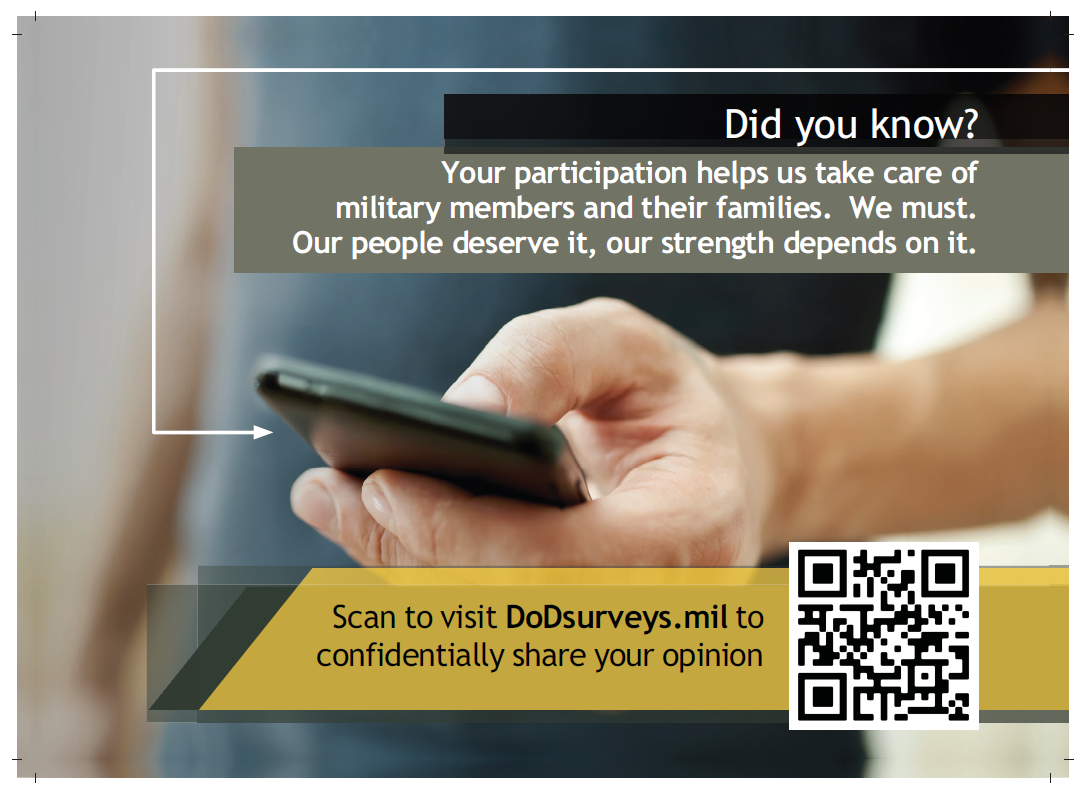 Did you know?
Your participation helps us take care of
military members and their families.  We must.
Our people deserve it, our strength depends on it.
Scan to visit DoDsurveys.mil to
confidentially share your opinion